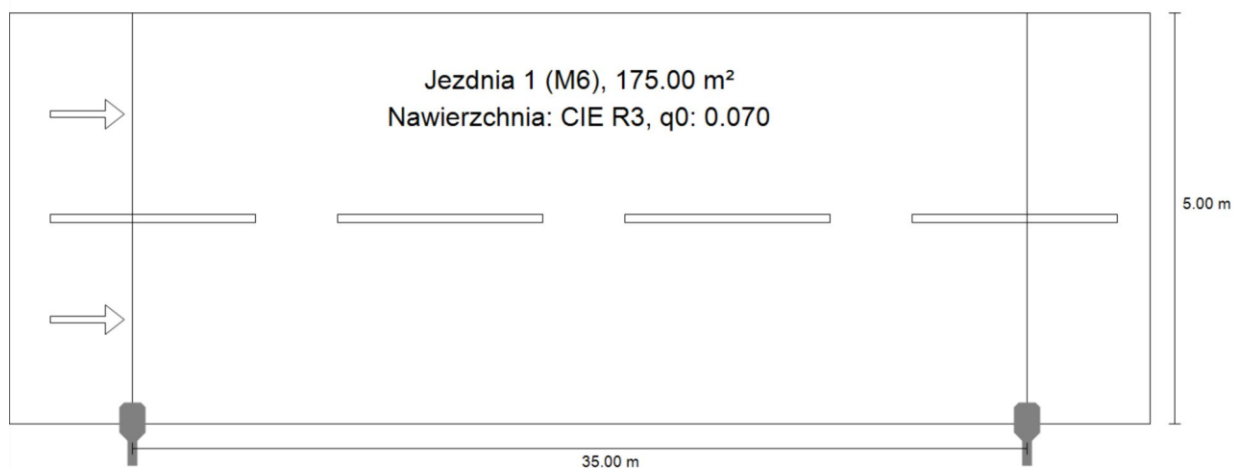 Jezdnia 1 (M6), 175.00 m²
Nawierzchnia: CIE R3, q0: 0.070
5.00 m
35.00 m